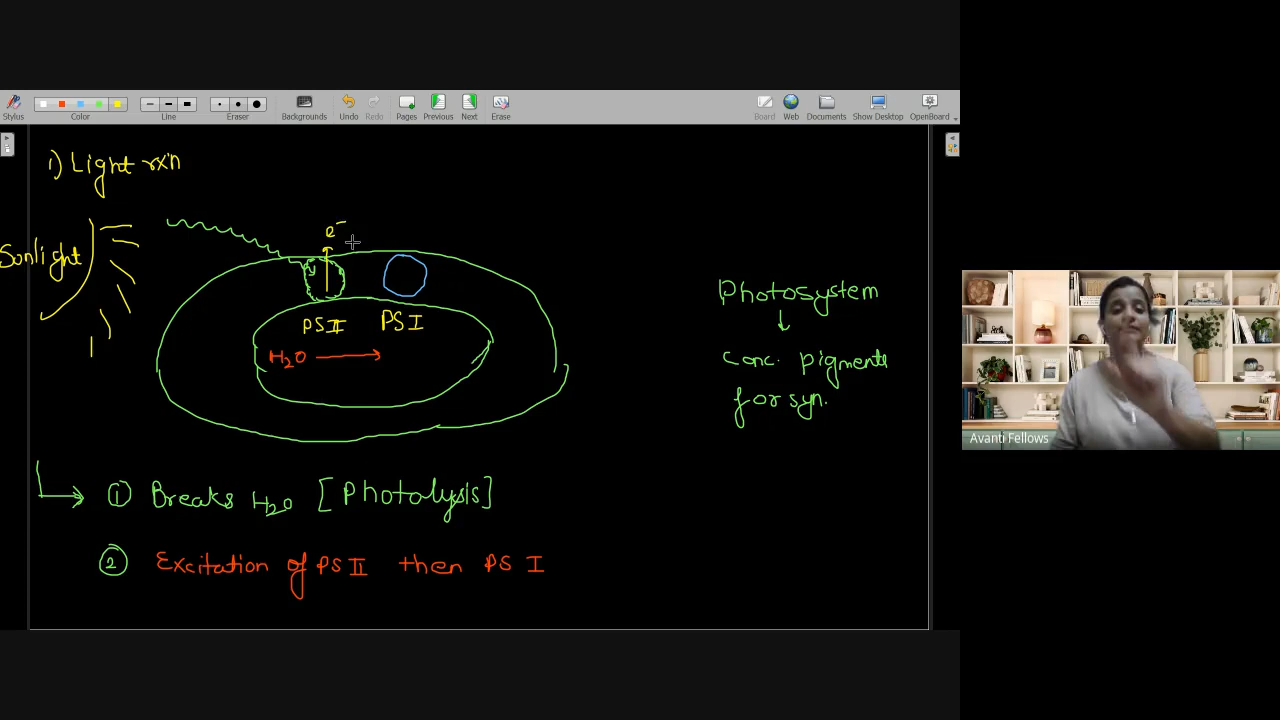 Stylus
Color
Line
Eraser
Backgrounds
Undo
Redo
Pages
Previous
Next
Erase
Board
Web
Documents
Show Desktop
OpenBoard
1) Light rxn
Sunlight
e-
PS II
PS I
H2O
Photosystem
conc. pigments
for syn.
Avanti Fellows
① Breaks H2O [Photolysis]
② Excitation of PS II then PS I